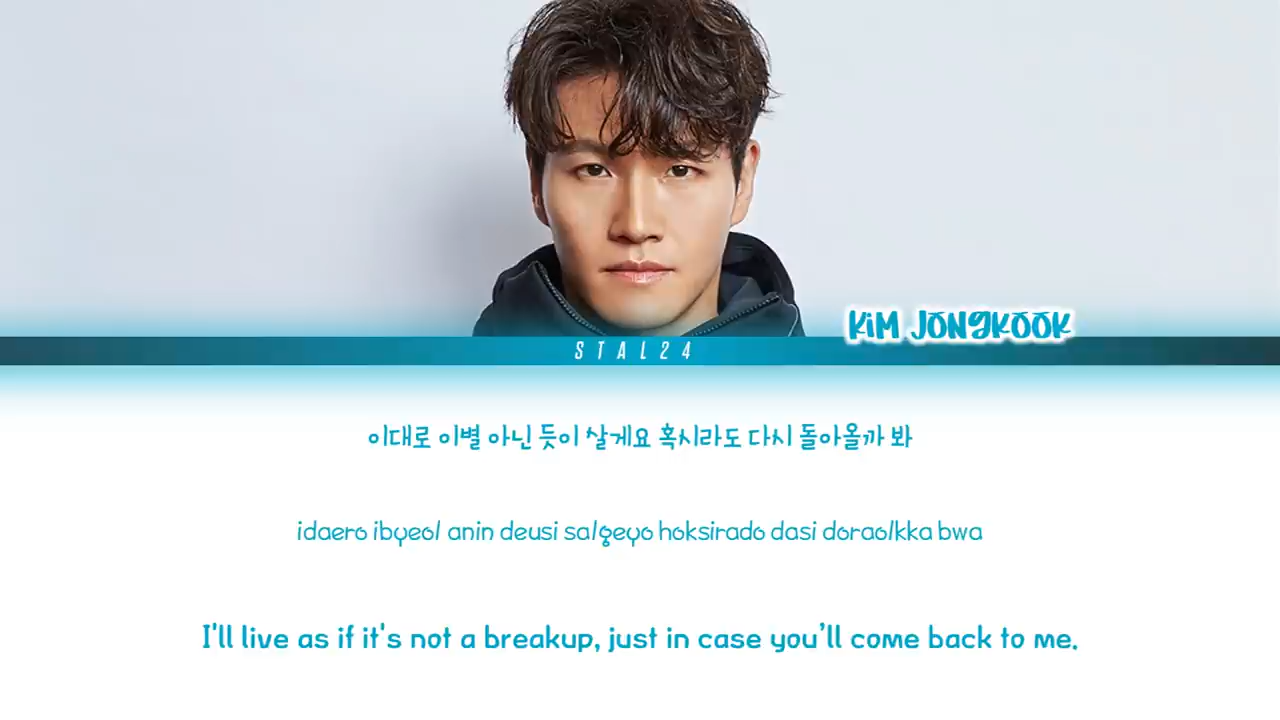 KiM JONGKOOK
STAL24
이대로 이별 아닌 듯이 살게요 혹시라도 다시 돌아올까 봐
idaero ibyeol anin deusi salgeyo hoksirado dasi doraolkka bwa
I'll live as if it's not a breakup, just in case you’ll come back to me.